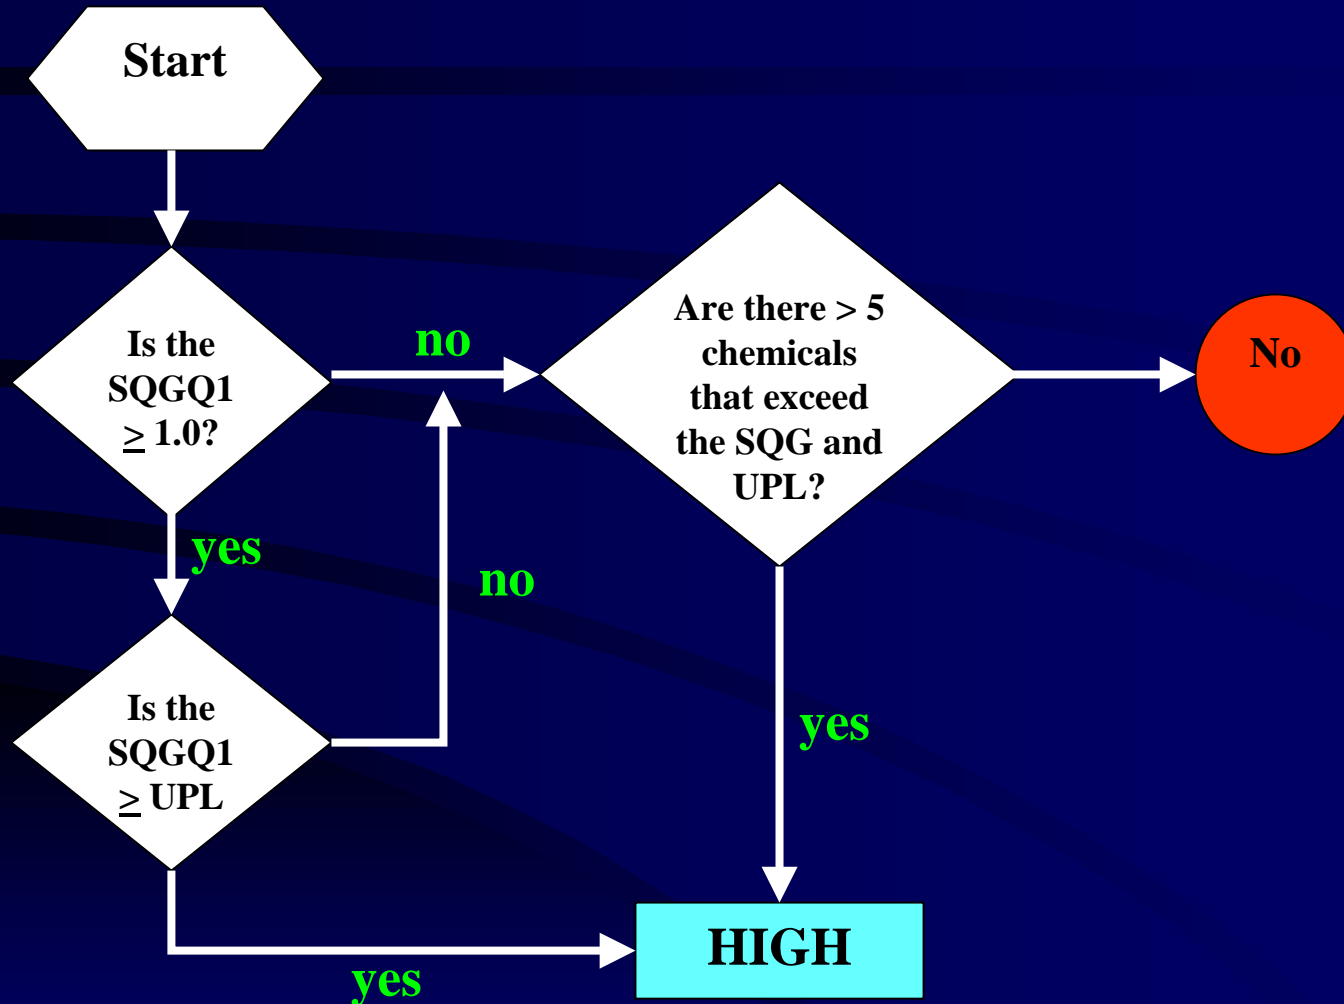 Start
Is the
SQGQ1
≥ 1.0?
no
Are there > 5
chemicals
that exceed
the SQG and
UPL?
No
yes
no
Is the
SQGQ1
≥ UPL
yes
yes
HIGH